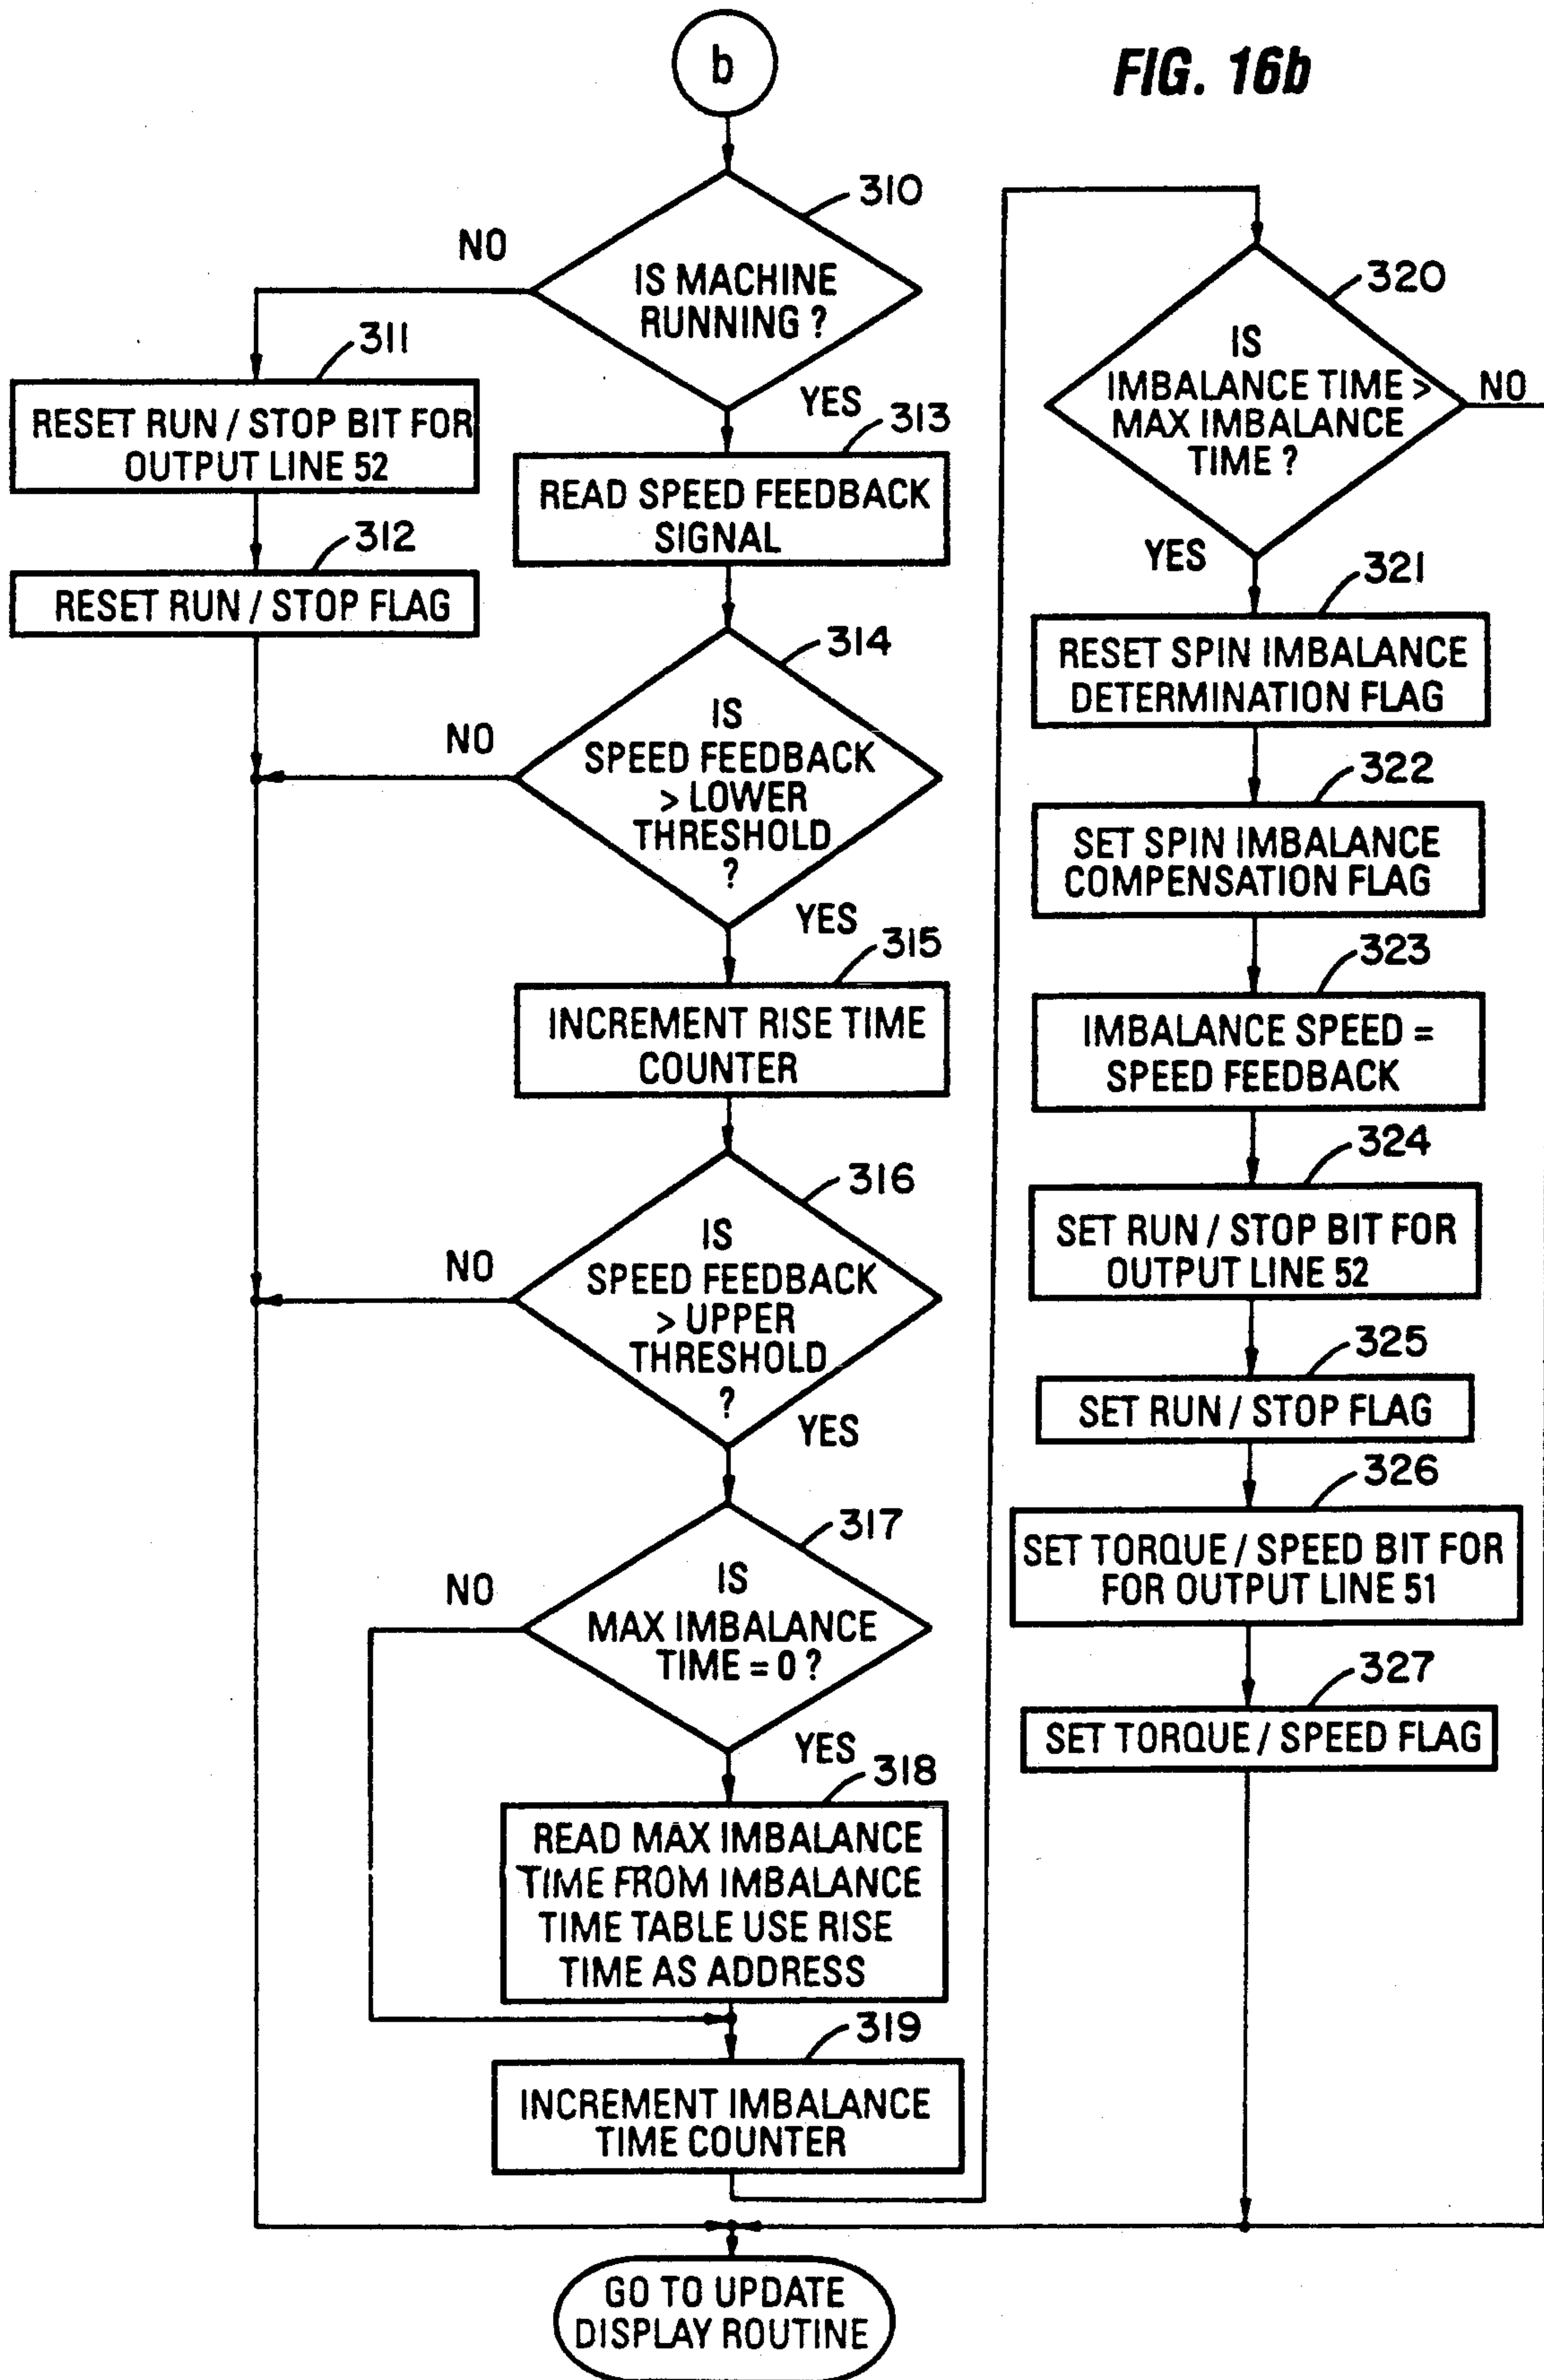 b
FIG. 16b
310
NO
IS MACHINE
RUNNING ?
YES
311
RESET RUN / STOP BIT FOR
OUTPUT LINE 52
312
RESET RUN / STOP FLAG
313
READ SPEED FEEDBACK
SIGNAL
314
NO
IS
SPEED FEEDBACK
> LOWER
THRESHOLD
?
YES
315
INCREMENT RISE TIME
COUNTER
316
NO
IS
SPEED FEEDBACK
> UPPER
THRESHOLD
?
YES
317
NO
IS
MAX IMBALANCE
TIME = 0 ?
YES
318
READ MAX IMBALANCE
TIME FROM IMBALANCE
TIME TABLE USE RISE
TIME AS ADDRESS
319
INCREMENT IMBALANCE
TIME COUNTER
320
IS
IMBALANCE TIME >
MAX IMBALANCE
TIME ?
NO
YES
321
RESET SPIN IMBALANCE
DETERMINATION FLAG
322
SET SPIN IMBALANCE
COMPENSATION FLAG
323
IMBALANCE SPEED =
SPEED FEEDBACK
324
SET RUN / STOP BIT FOR
OUTPUT LINE 52
325
SET RUN / STOP FLAG
326
SET TORQUE / SPEED BIT FOR
FOR OUTPUT LINE 51
327
SET TORQUE / SPEED FLAG
GO TO UPDATE
DISPLAY ROUTINE